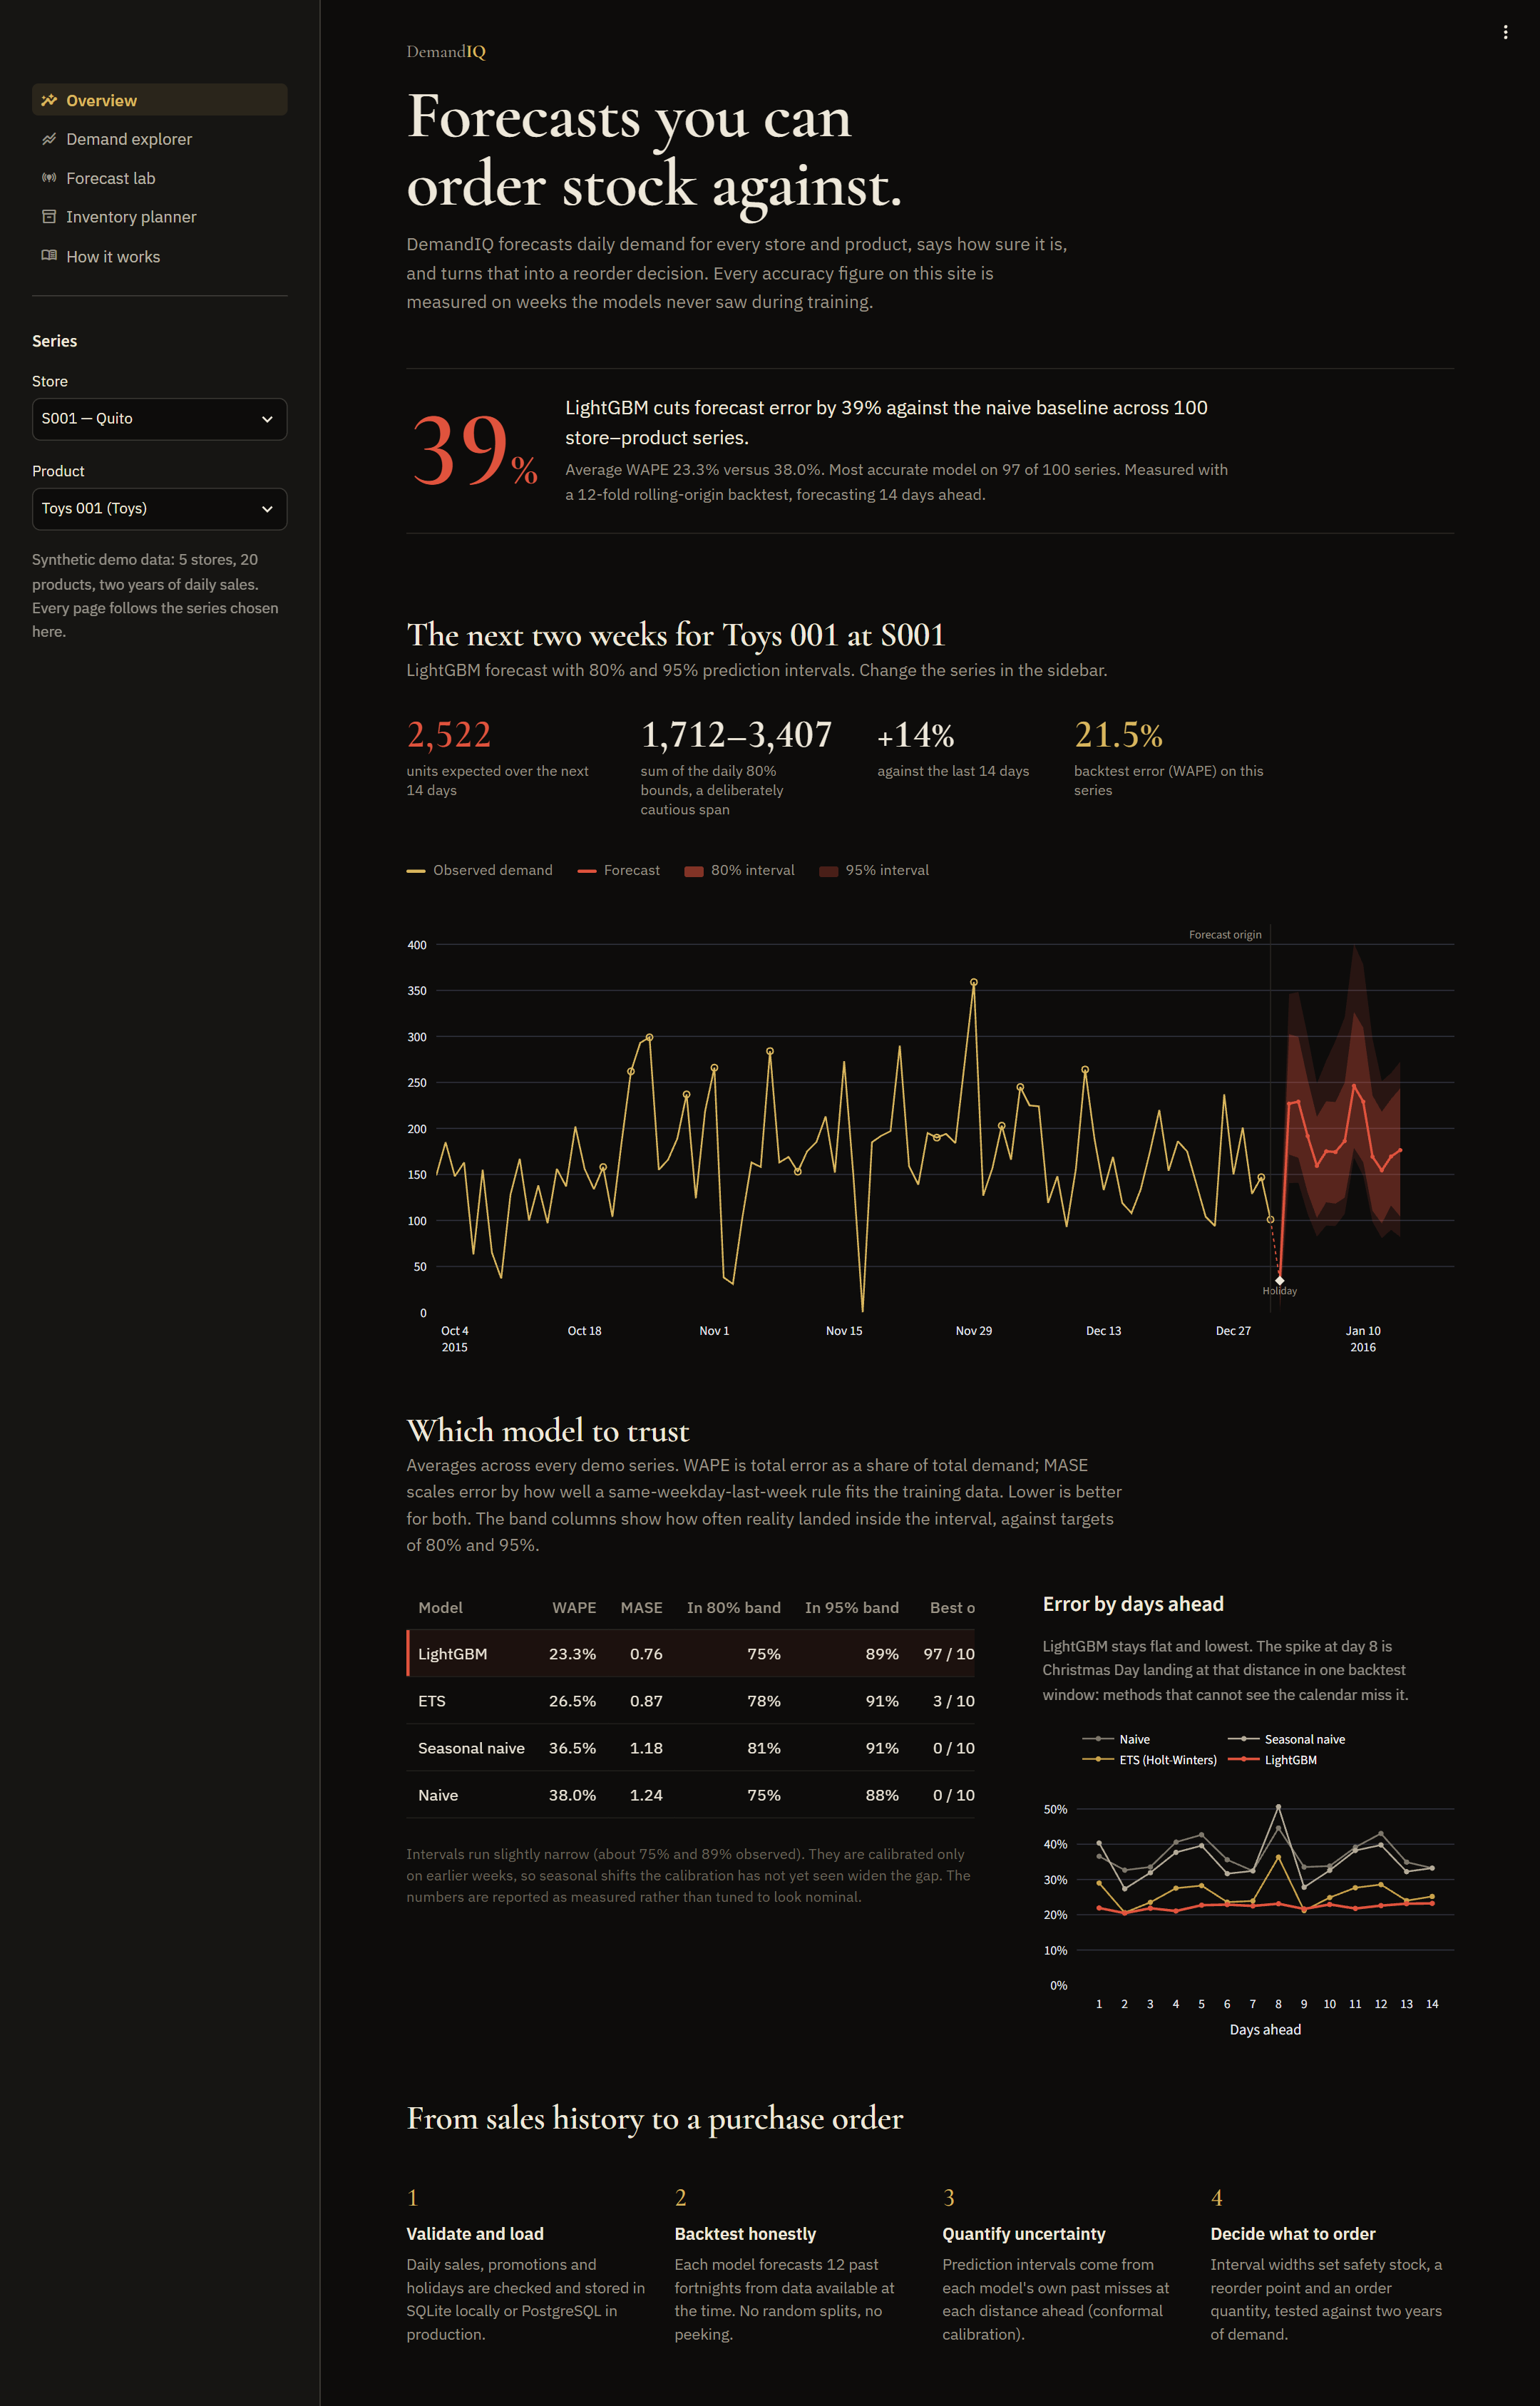 DemandIQ
Overview
Demand explorer
Forecast lab
Inventory planner
How it works
Series
Store
S001 — Quito
Product
Toys 001 (Toys)
Synthetic demo data: 5 stores, 20
products, two years of daily sales.
Every page follows the series chosen
here.
Forecasts you can
order stock against.
DemandIQ forecasts daily demand for every store and product, says how sure it is,
and turns that into a reorder decision. Every accuracy figure on this site is
measured on weeks the models never saw during training.
39%
LightGBM cuts forecast error by 39% against the naive baseline across 100
store–product series.
Average WAPE 23.3% versus 38.0%. Most accurate model on 97 of 100 series. Measured with
a 12-fold rolling-origin backtest, forecasting 14 days ahead.
The next two weeks for Toys 001 at S001
LightGBM forecast with 80% and 95% prediction intervals. Change the series in the sidebar.
2,522
units expected over the next
14 days
1,712–3,407
sum of the daily 80%
bounds, a deliberately
cautious span
+14%
against the last 14 days
21.5%
backtest error (WAPE) on this
series
Observed demand Forecast 80% interval 95% interval
Forecast origin
400
350
300
250
200
150
100
50
0
Holiday
Oct 4 Oct 18 Nov 1 Nov 15 Nov 29 Dec 13 Dec 27 Jan 10
2015 2016
Which model to trust
Averages across every demo series. WAPE is total error as a share of total demand; MASE
scales error by how well a same-weekday-last-week rule fits the training data. Lower is better
for both. The band columns show how often reality landed inside the interval, against targets
of 80% and 95%.
Model WAPE MASE In 80% band In 95% band Best o
LightGBM 23.3% 0.76 75% 89% 97 / 10
ETS 26.5% 0.87 78% 91% 3 / 10
Seasonal naive 36.5% 1.18 81% 91% 0 / 10
Naive 38.0% 1.24 75% 88% 0 / 10
Intervals run slightly narrow (about 75% and 89% observed). They are calibrated only
on earlier weeks, so seasonal shifts the calibration has not yet seen widen the gap. The
numbers are reported as measured rather than tuned to look nominal.
Error by days ahead
LightGBM stays flat and lowest. The spike at day 8 is
Christmas Day landing at that distance in one backtest
window: methods that cannot see the calendar miss it.
Naive Seasonal naive
ETS (Holt-Winters) LightGBM
50%
40%
30%
20%
10%
0%
1 2 3 4 5 6 7 8 9 10 11 12 13 14
Days ahead
From sales history to a purchase order
1
Validate and load
Daily sales, promotions and
holidays are checked and stored in
SQLite locally or PostgreSQL in
production.
2
Backtest honestly
Each model forecasts 12 past
fortnights from data available at
the time. No random splits, no
peeking.
3
Quantify uncertainty
Prediction intervals come from
each model's own past misses at
each distance ahead (conformal
calibration).
4
Decide what to order
Interval widths set safety stock, a
reorder point and an order
quantity, tested against two years
of demand.